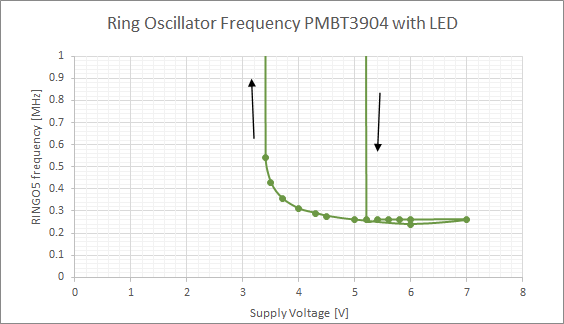 Ring Oscillator Frequency PMBT3904 with LED
1
0.9
0.8
0.7
0.6
0.5
0.4
0.3
0.2
0.1
0
RINGO5 frequency [MHz]
0 1 2 3 4 5 6 7 8
Supply Voltage [V]